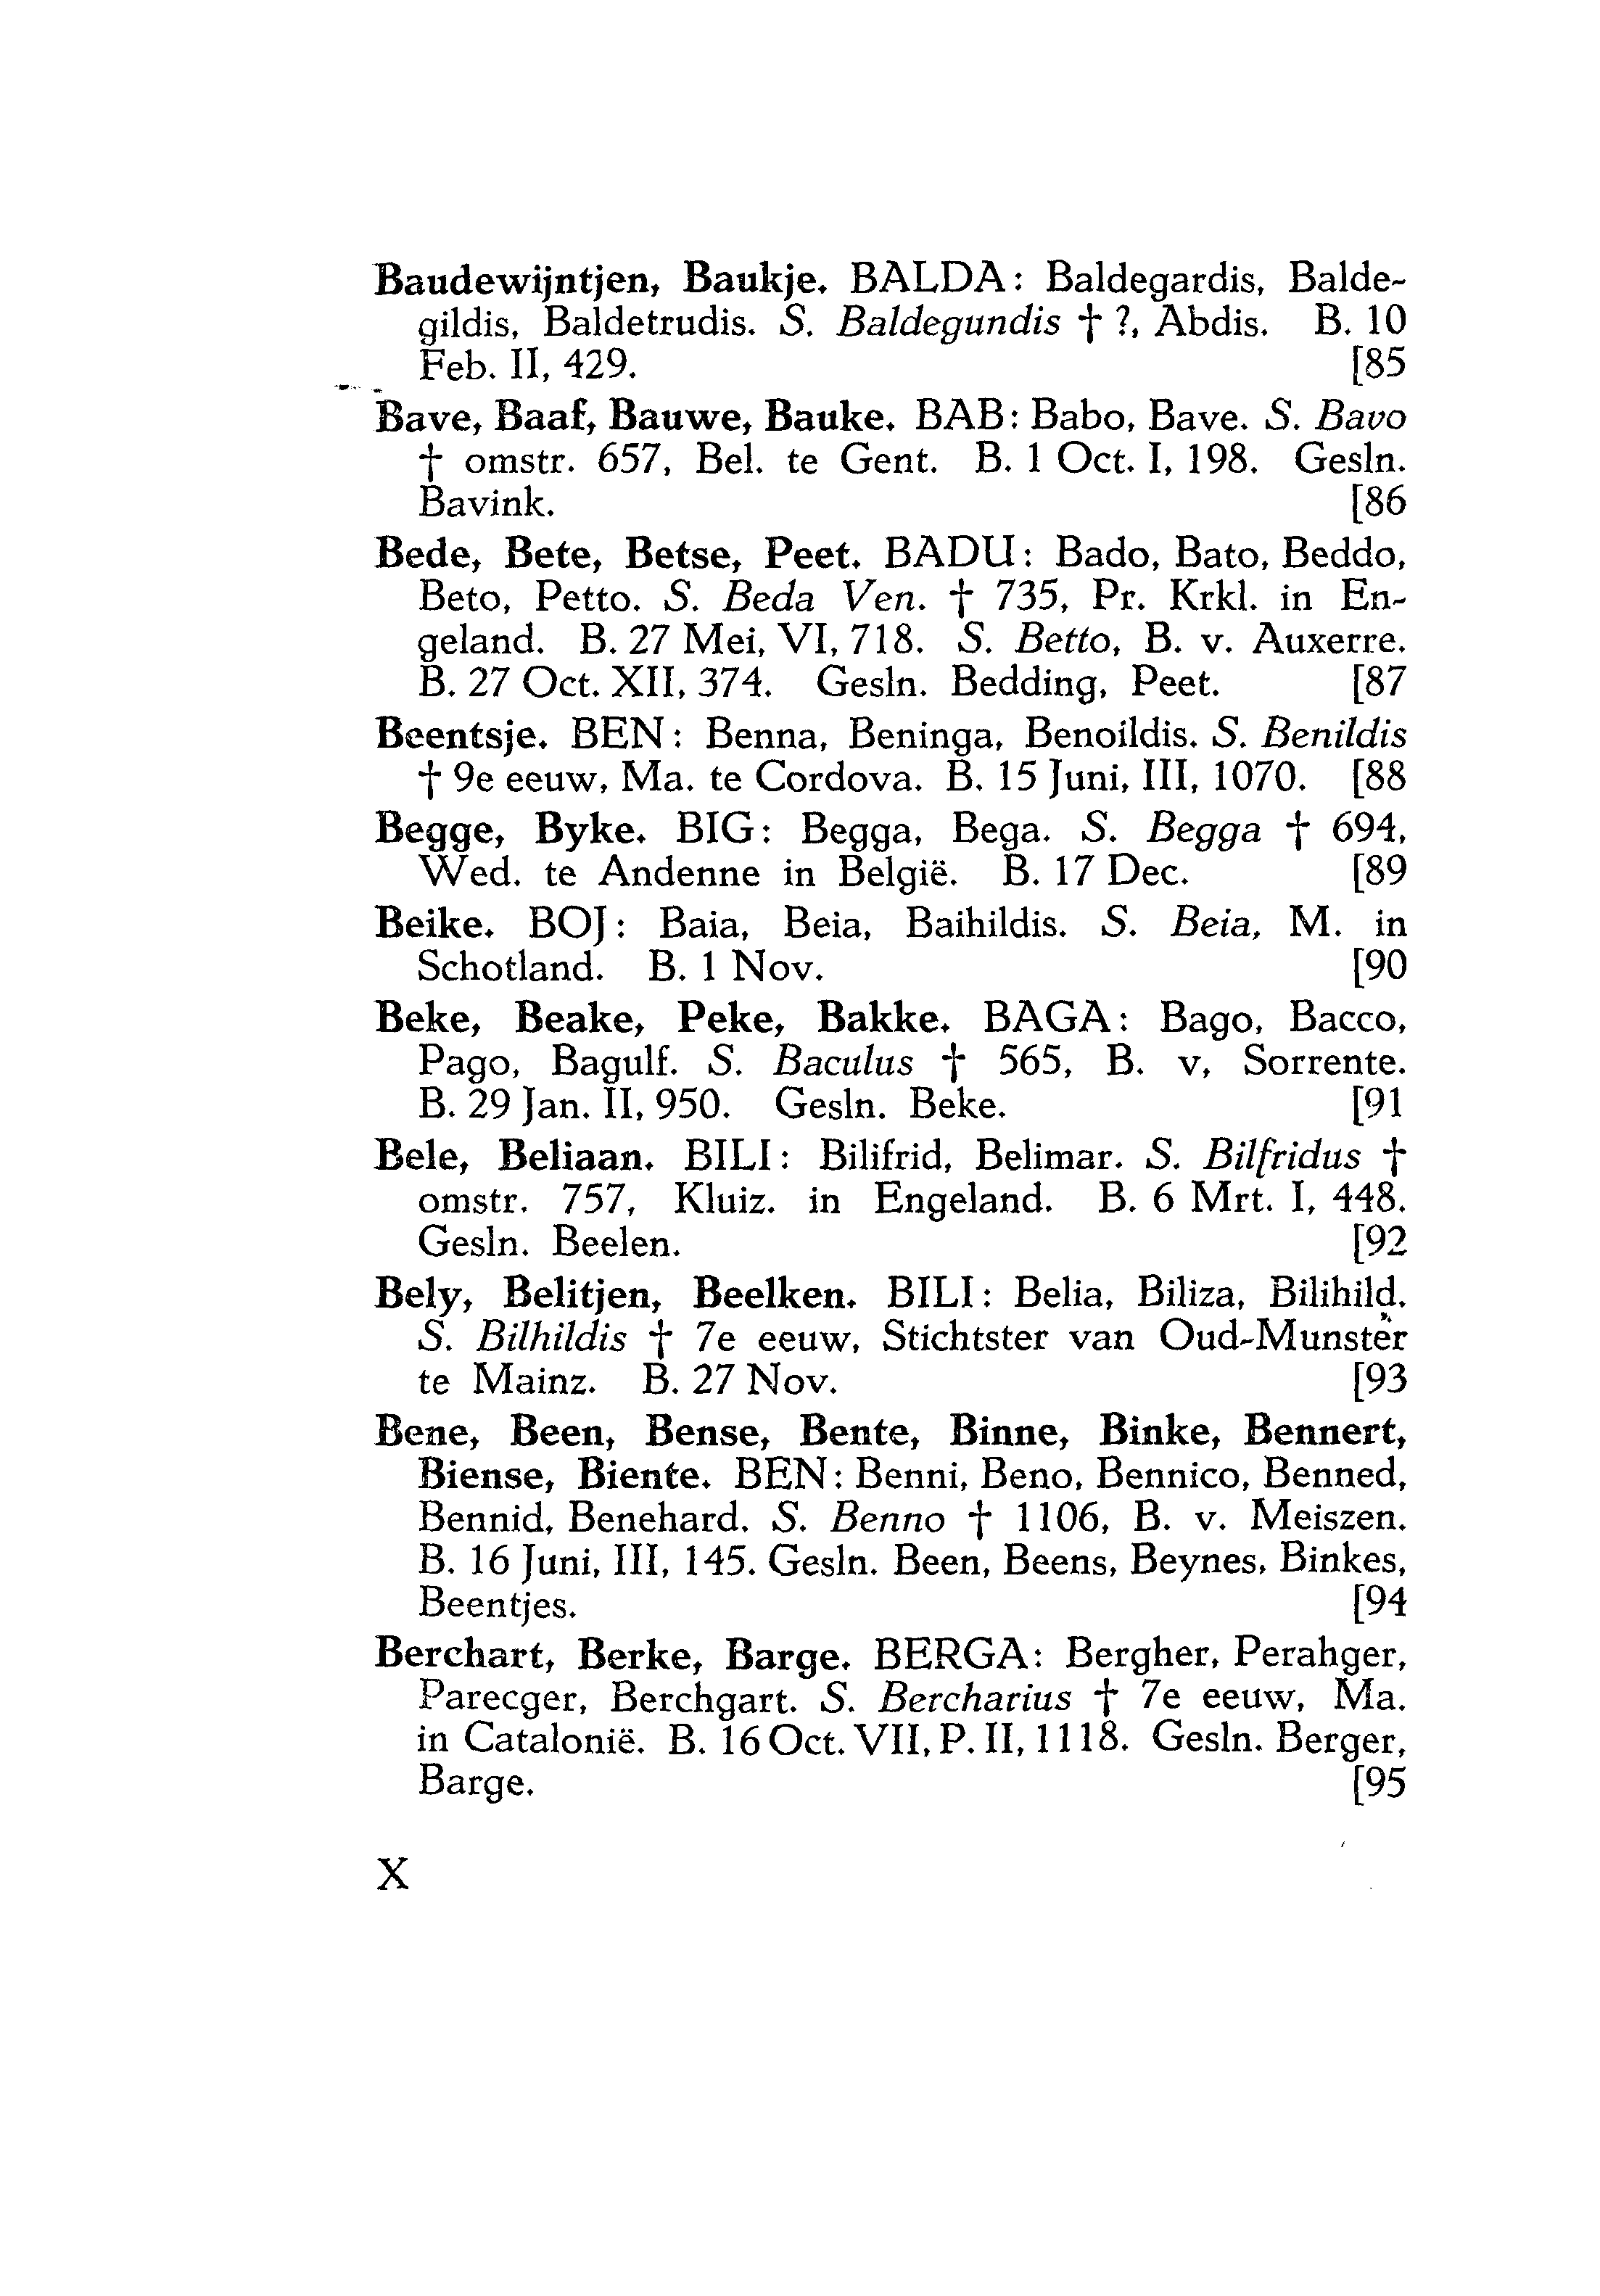 Baudewijntjen, Baukje. BALDA: Baldegardis, Balde-
gildis, Baldetrudis. S. Baldegundis † ?, Abdis. B. 10
Feb. II, 429. [85
Bave, Baaf, Bauwe, Bauke. BAB: Babo, Bave. S. Bavo
† omstr. 657, Bel. te Gent. B. 1 Oct. I, 198. Gesln.
Bavink. [86
Bede, Bete, Betse, Peet. BADU: Bado, Bato, Beddo,
Beto, Petto. S. Beda Ven. † 735, Pr. Krkl. in En-
geland. B. 27 Mei, VI, 718. S. Betto, B. v. Auxerre.
B. 27 Oct. XII, 374. Gesln. Bedding, Peet. [87
Beentsje. BEN: Benna, Beninga, Benoildis. S. Benildis
† 9e eeuw, Ma. te Cordova. B. 15 Juni, III, 1070. [88
Begge, Byke. BIG: Begga, Bega. S. Begga † 694,
Wed. te Andenne in België. B. 17 Dec. [89
Beike. BOJ: Baia, Beia, Baihildis. S. Beia, M. in
Schotland. B. 1 Nov. [90
Beke, Beake, Peke, Bakke. BAGA: Bago, Bacco,
Pago, Bagulf. S. Baculus † 565, B. v, Sorrente.
B. 29 Jan. II, 950. Gesln. Beke. [91
Bele, Beliaan. BILI: Bilifrid, Belimar. S. Bilfridus †
omstr. 757, Kluiz. in Engeland. B. 6 Mrt. I, 448.
Gesln. Beelen. [92
Bely, Belitjen, Beelken. BILI: Belia, Biliza, Bilihild.
S. Bilhildis † 7e eeuw, Stichtster van Oud-Munster
te Mainz. B. 27 Nov. [93
Bene, Been, Bense, Bente, Binne, Binke, Bennert,
Biense, Biente. BEN: Benni, Beno, Bennico, Benned,
Bennid, Benehard. S. Benno † 1106, B. v. Meiszen.
B. 16 Juni, III, 145. Gesln. Been, Beens, Beynes, Binkes,
Beentjes. [94
Berchart, Berke, Barge. BERGA: Bergher, Perahger,
Parecger, Berchgart. S. Bercharius † 7e eeuw, Ma.
in Catalonië. B. 16 Oct. VII, P. II, 1118. Gesln. Berger,
Barge. [95
X